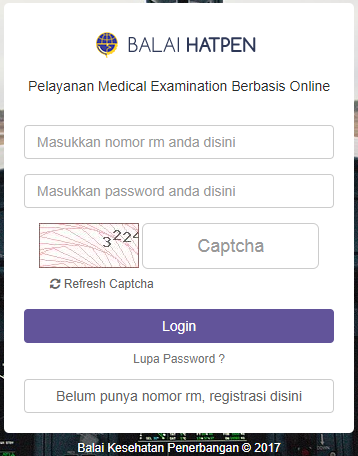 BALAI HATPEN
Pelayanan Medical Examination Berbasis Online
Masukkan nomor rm anda disini
Masukkan password anda disini
3224
Captcha
Refresh Captcha
Login
Lupa Password ?
Belum punya nomor rm, registrasi disini
Balai Kesehatan Penerbangan © 2017